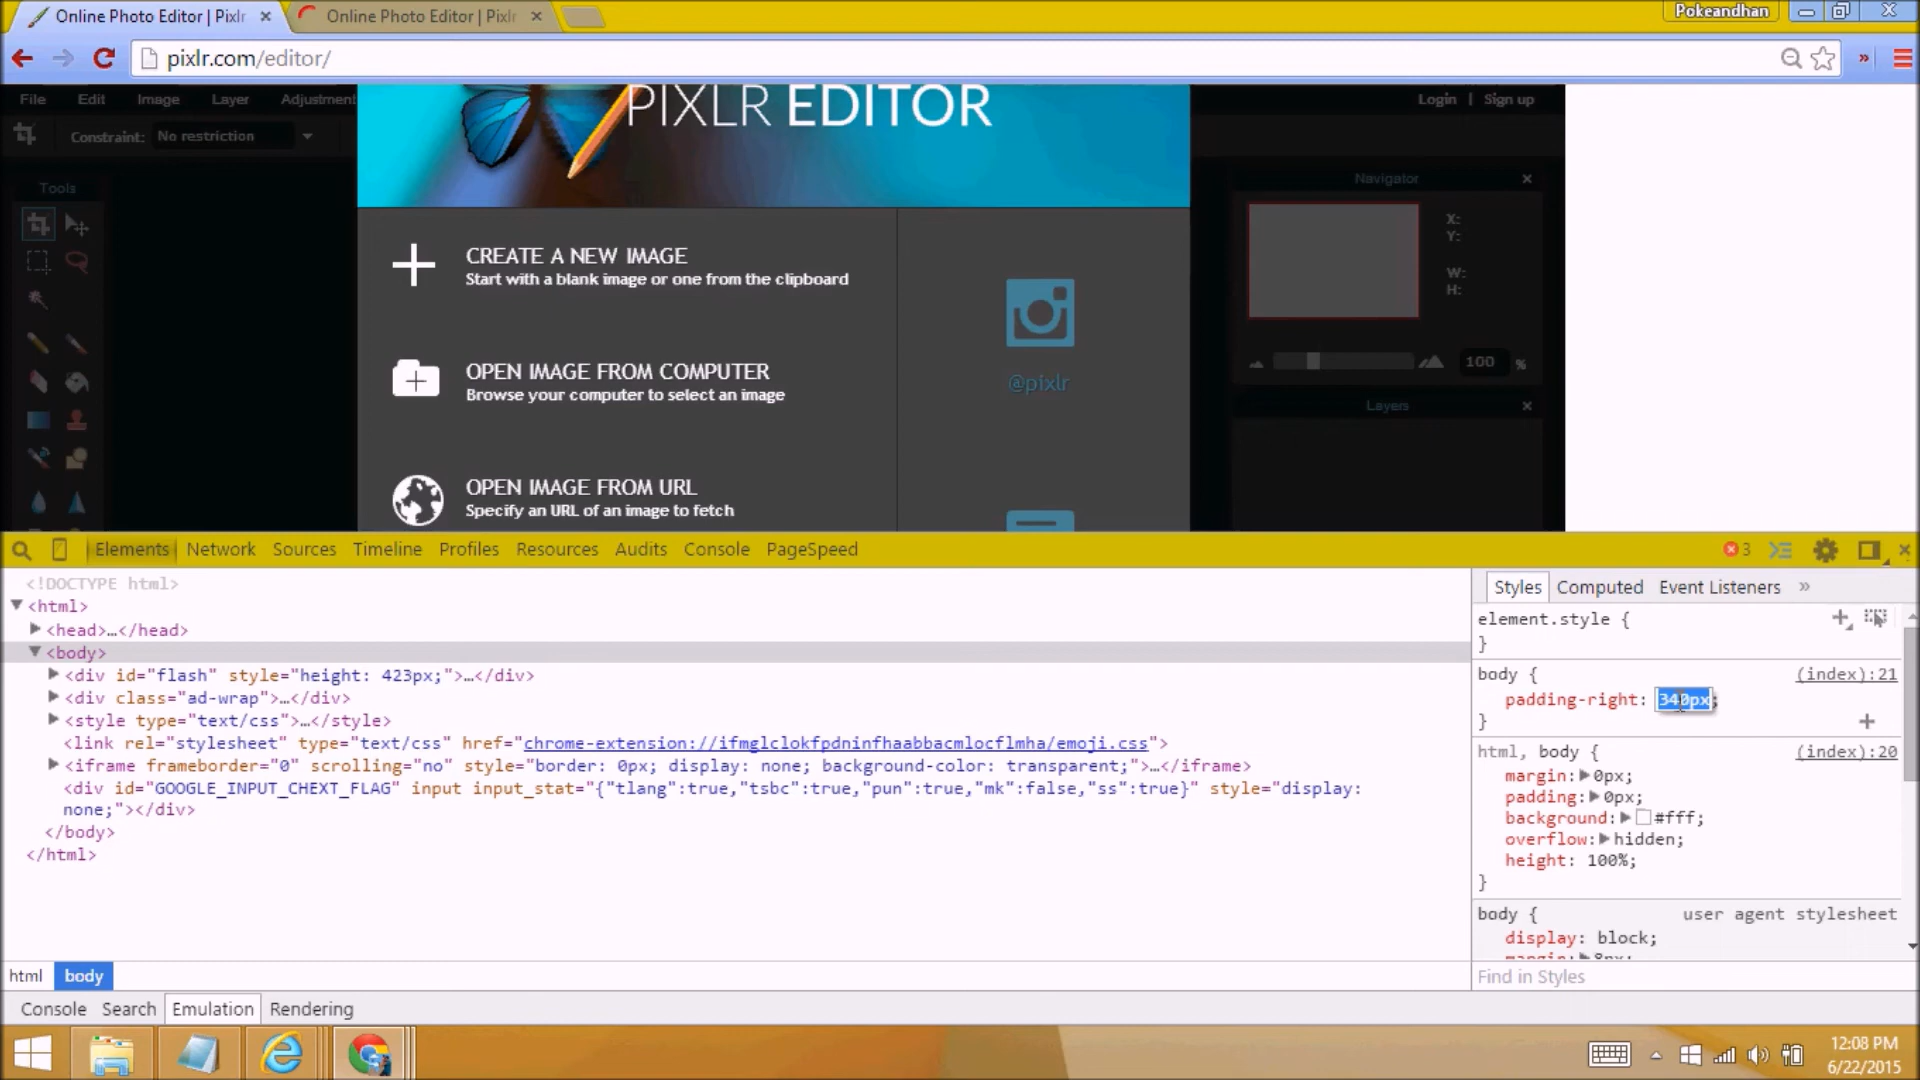 Online Photo Editor | Pixlr
Online Photo Editor | Pixlr
Pokeandhan
pixlr.com/editor/
File Edit Image Layer Adjustment
Login | Sign up
Constraint: No restriction
PIXLR EDITOR
Tools
Navigator
X:
Y:
W:
H:
100 %
Layers
CREATE A NEW IMAGE
Start with a blank image or one from the clipboard
OPEN IMAGE FROM COMPUTER
Browse your computer to select an image
@pixlr
OPEN IMAGE FROM URL
Specify an URL of an image to fetch
Elements Network Sources Timeline Profiles Resources Audits Console PageSpeed
3
<!DOCTYPE html>
<html>
<head>…</head>
<body>
<div id="flash" style="height: 423px;">…</div>
<div class="ad-wrap">…</div>
<style type="text/css">…</style>
<link rel="stylesheet" type="text/css" href="chrome-extension://ifmglclokfpdninfhaabbacmlocflmha/emoji.css">
<iframe frameborder="0" scrolling="no" style="border: 0px; display: none; background-color: transparent;">…</iframe>
<div id="GOOGLE_INPUT_CHEXT_FLAG" input input_stat="{"tlang":true,"tsbc":true,"pun":true,"mk":false,"ss":true}" style="display:
none;"></div>
</body>
</html>
Styles Computed Event Listeners »
element.style {
}
body { (index):21
padding-right: 340px;
}
html, body { (index):20
margin: 0px;
padding: 0px;
background: #fff;
overflow: hidden;
height: 100%;
}
body { user agent stylesheet
display: block;
margin: 8px;
html body
Find in Styles
Console Search Emulation Rendering
12:08 PM
6/22/2015